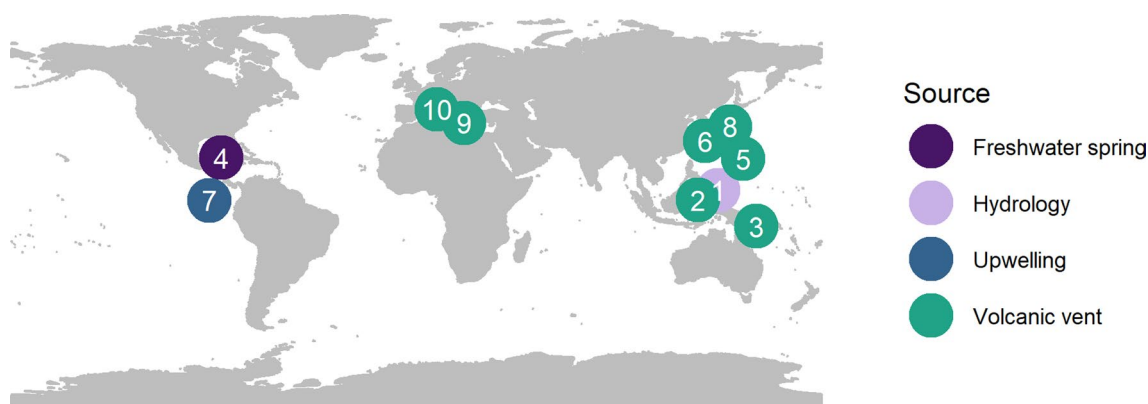 Source
Freshwater spring
Hydrology
Upwelling
Volcanic vent
10
9
8
6
5
4
7
1
2
3